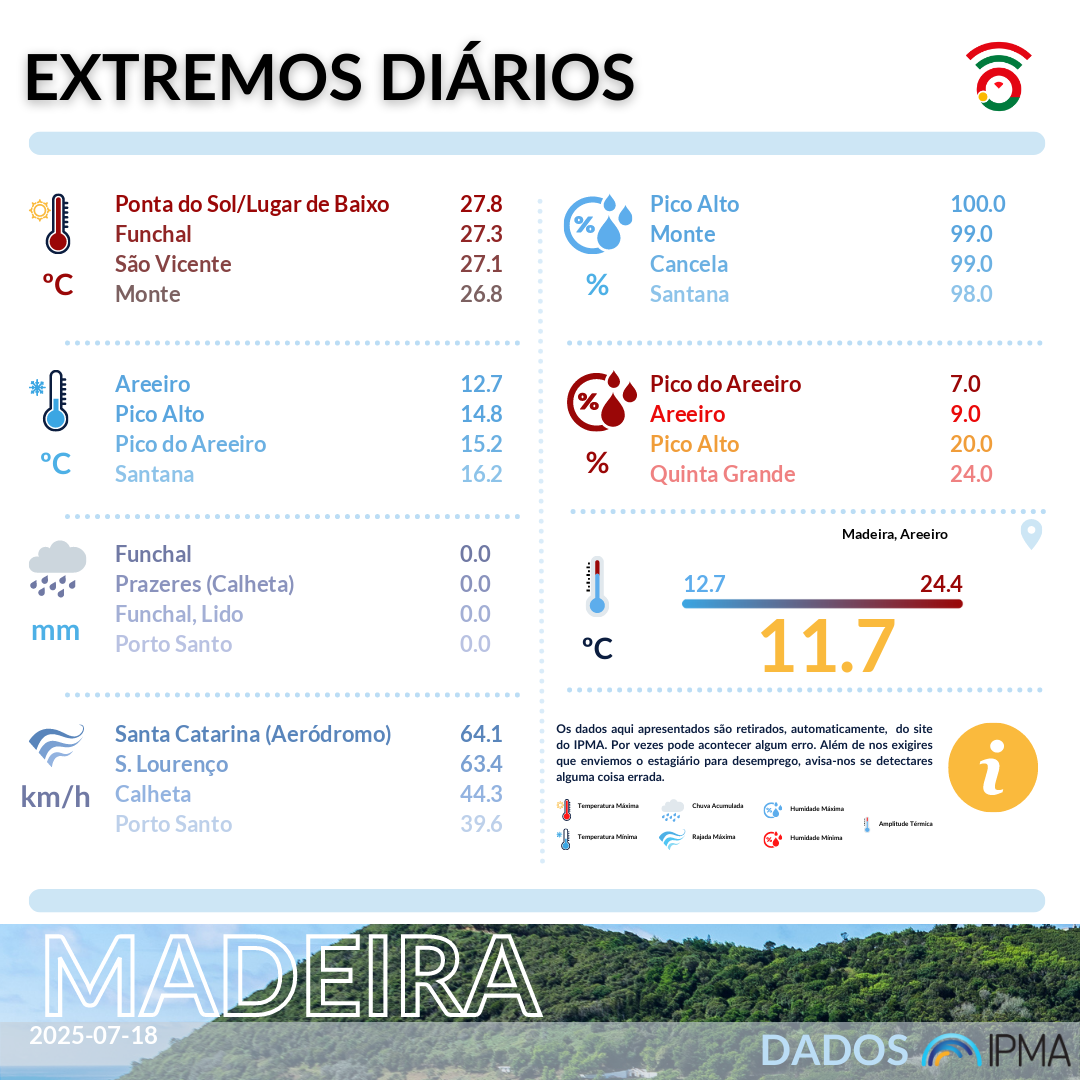 EXTREMOS DIÁRIOS
Ponta do Sol/Lugar de Baixo 27.8
Funchal 27.3
São Vicente 27.1
Monte 26.8
ºC
Areeiro 12.7
Pico Alto 14.8
Pico do Areeiro 15.2
Santana 16.2
ºC
Funchal 0.0
Prazeres (Calheta) 0.0
Funchal, Lido 0.0
Porto Santo 0.0
mm
Santa Catarina (Aeródromo) 64.1
S. Lourenço 63.4
Calheta 44.3
Porto Santo 39.6
km/h
%
Pico Alto 100.0
Monte 99.0
Cancela 99.0
Santana 98.0
%
%
Pico do Areeiro 7.0
Areeiro 9.0
Pico Alto 20.0
Quinta Grande 24.0
%
Madeira, Areeiro
12.7 24.4
11.7
ºC
Os dados aqui apresentados são retirados, automaticamente, do site
do IPMA. Por vezes pode acontecer algum erro. Além de nos exigires
que enviemos o estagiário para desemprego, avisa-nos se detectares
alguma coisa errada.
i
Temperatura Máxima
Chuva Acumulada
Humidade Máxima
Amplitude Térmica
Temperatura Mínima
Rajada Máxima
Humidade Mínima
MADEIRA
2025-07-18
DADOS IPMA